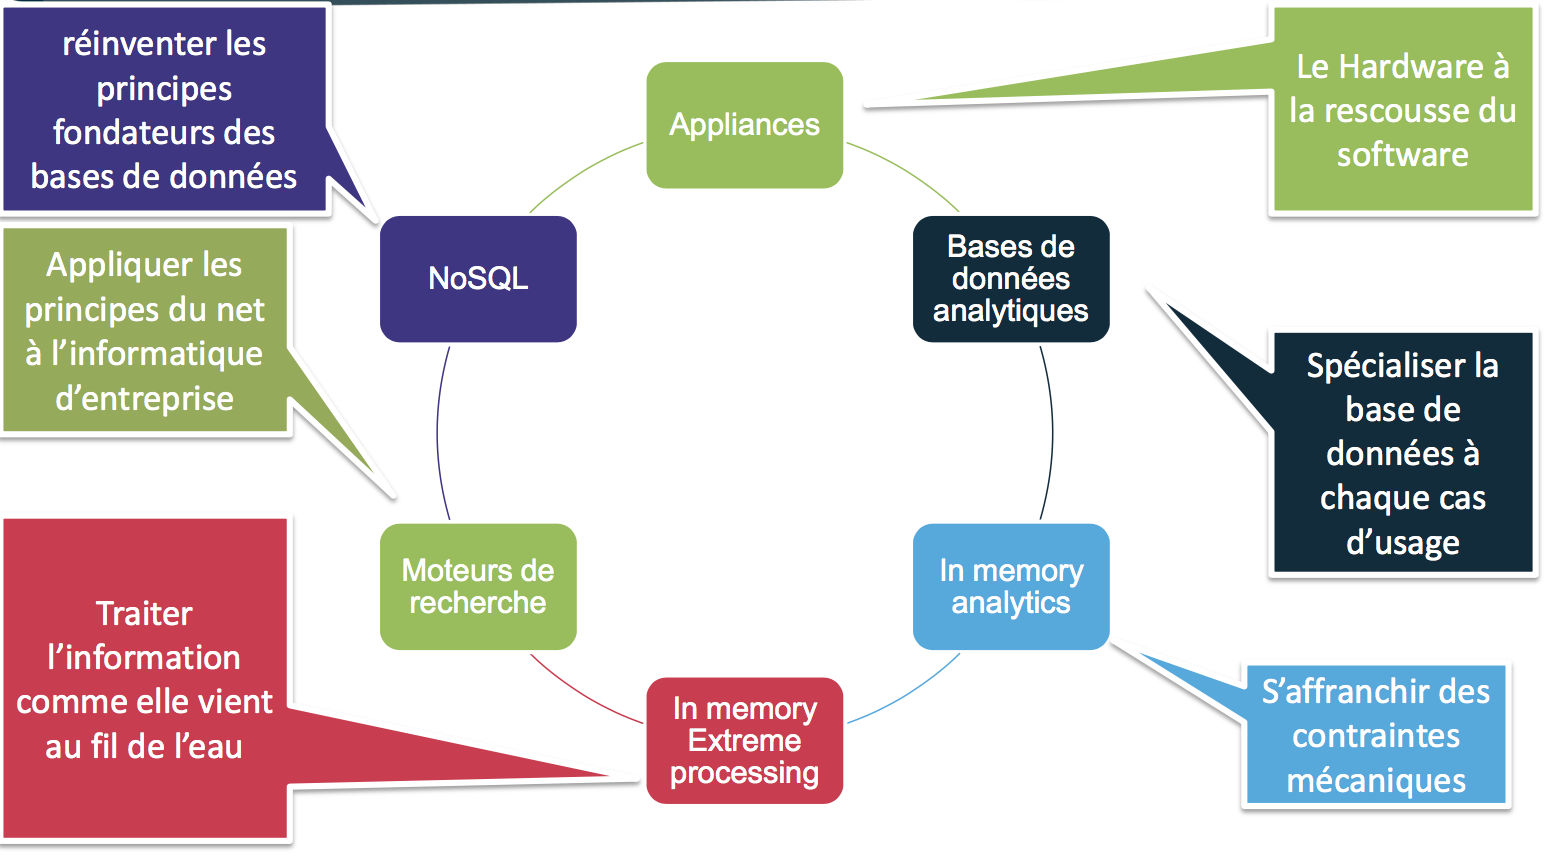 réinventer les
principes
fondateurs des
bases de données
Appliances
Le Hardware à
la rescousse du
software
NoSQL
Bases de
données
analytiques
Appliquer les
principes du net
à l’informatique
d’entreprise
Spécialiser la
base de
données à
chaque cas
d’usage
Moteurs de
recherche
In memory
analytics
Traiter
l’information
comme elle vient
au fil de l’eau
In memory
Extreme
processing
S’affranchir des
contraintes
mécaniques